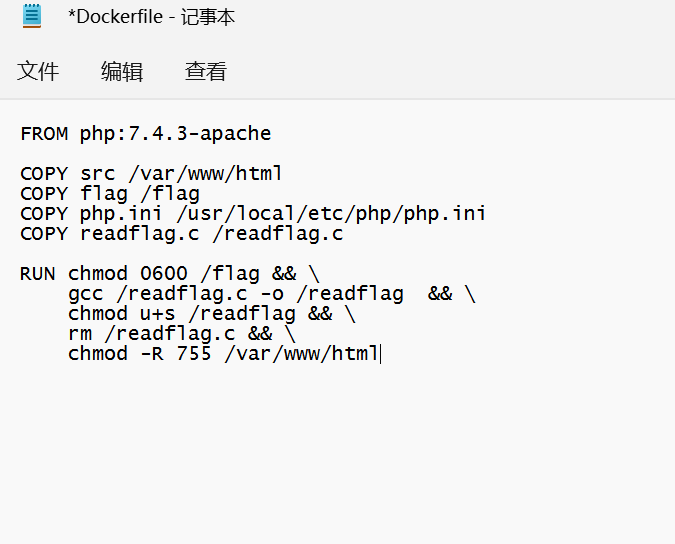 *Dockerfile - 记事本
文件 编辑 查看
FROM php:7.4.3-apache
COPY src /var/www/html
COPY flag /flag
COPY php.ini /usr/local/etc/php/php.ini
COPY readflag.c /readflag.c
RUN chmod 0600 /flag && \
    gcc /readflag.c -o /readflag  && \
    chmod u+s /readflag && \
    rm /readflag.c && \
    chmod -R 755 /var/www/html